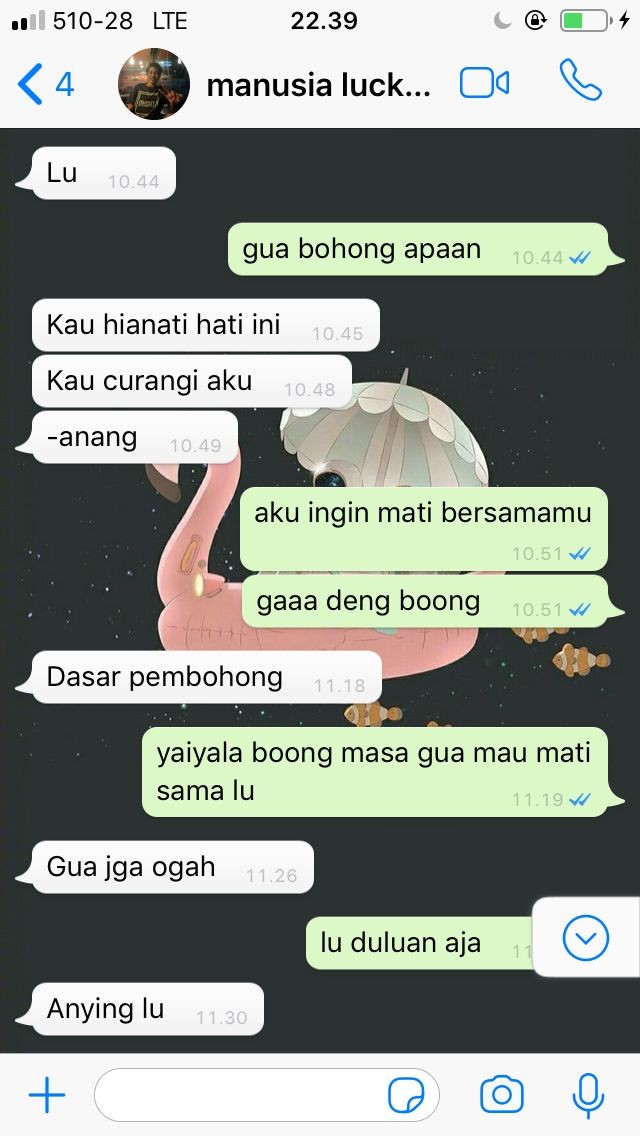 510-28 LTE 22.39
4 manusia luck...
Lu 10.44
gua bohong apaan 10.44
Kau hianati hati ini 10.45
Kau curangi aku 10.48
-anang 10.49
aku ingin mati bersamamu
10.51
gaaa deng boong 10.51
Dasar pembohong 11.18
yaiyala boong masa gua mau mati
sama lu 11.19
Gua jga ogah 11.26
lu duluan aja 11
Anying lu 11.30